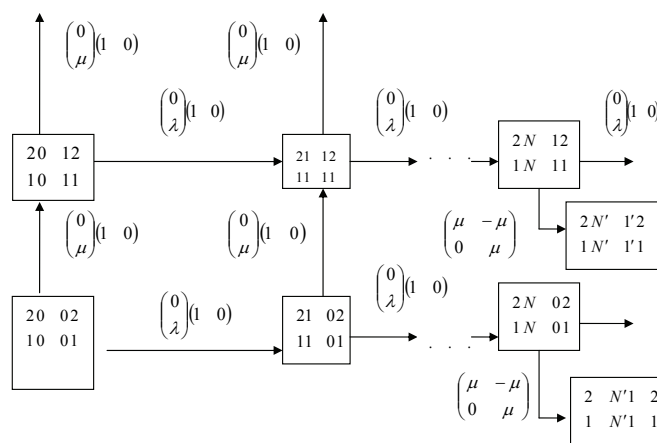 (0 μ)(1 0) (0 μ)(1 0)
(0 λ)(1 0) (0 λ)(1 0) (0 λ)(1 0)
20 12 21 12 2N 12
10 11 11 11 . . . 1N 11
(0 μ)(1 0) (0 μ)(1 0) (μ −μ 0 μ) 2N′ 1′2
1N′ 1′1
(0 λ)(1 0) (0 λ)(1 0)
20 02 21 02 2N 02
10 01 11 01 . . . 1N 01
(μ −μ 0 μ) 2 N′1 2
1 N′1 1